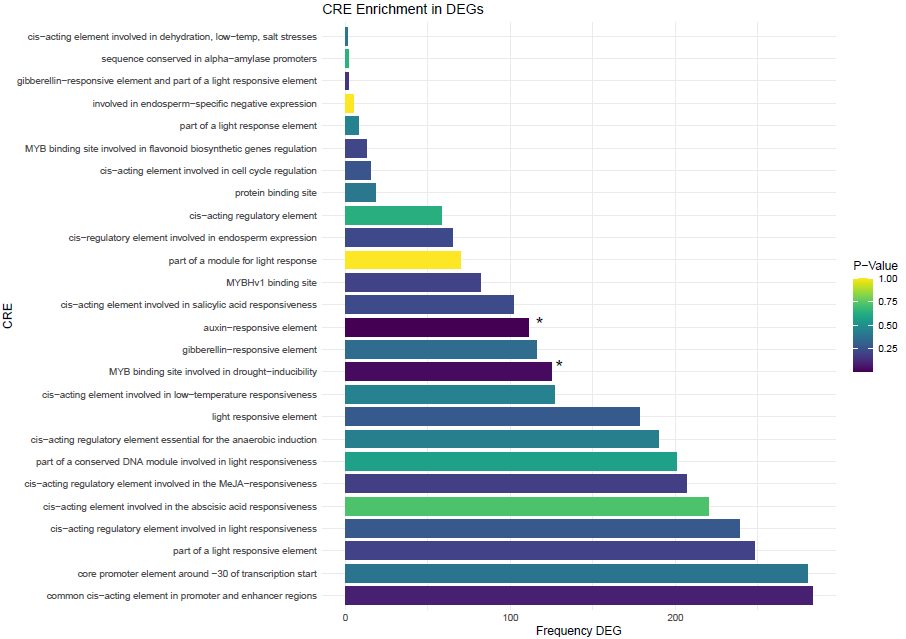 CRE Enrichment in DEGs
cis−acting element involved in dehydration, low−temp, salt stresses
sequence conserved in alpha−amylase promoters
gibberellin−responsive element and part of a light responsive element
involved in endosperm−specific negative expression
part of a light response element
MYB binding site involved in flavonoid biosynthetic genes regulation
cis−acting element involved in cell cycle regulation
protein binding site
cis−acting regulatory element
cis−regulatory element involved in endosperm expression
part of a module for light response
MYBHv1 binding site
cis−acting element involved in salicylic acid responsiveness
auxin−responsive element
*
gibberellin−responsive element
MYB binding site involved in drought−inducibility
*
cis−acting element involved in low−temperature responsiveness
light responsive element
cis−acting regulatory element essential for the anaerobic induction
part of a conserved DNA module involved in light responsiveness
cis−acting regulatory element involved in the MeJA−responsiveness
cis−acting element involved in the abscisic acid responsiveness
cis−acting regulatory element involved in light responsiveness
part of a light responsive element
core promoter element around −30 of transcription start
common cis−acting element in promoter and enhancer regions
CRE
0 100 200
Frequency DEG
P−Value
1.00
0.75
0.50
0.25